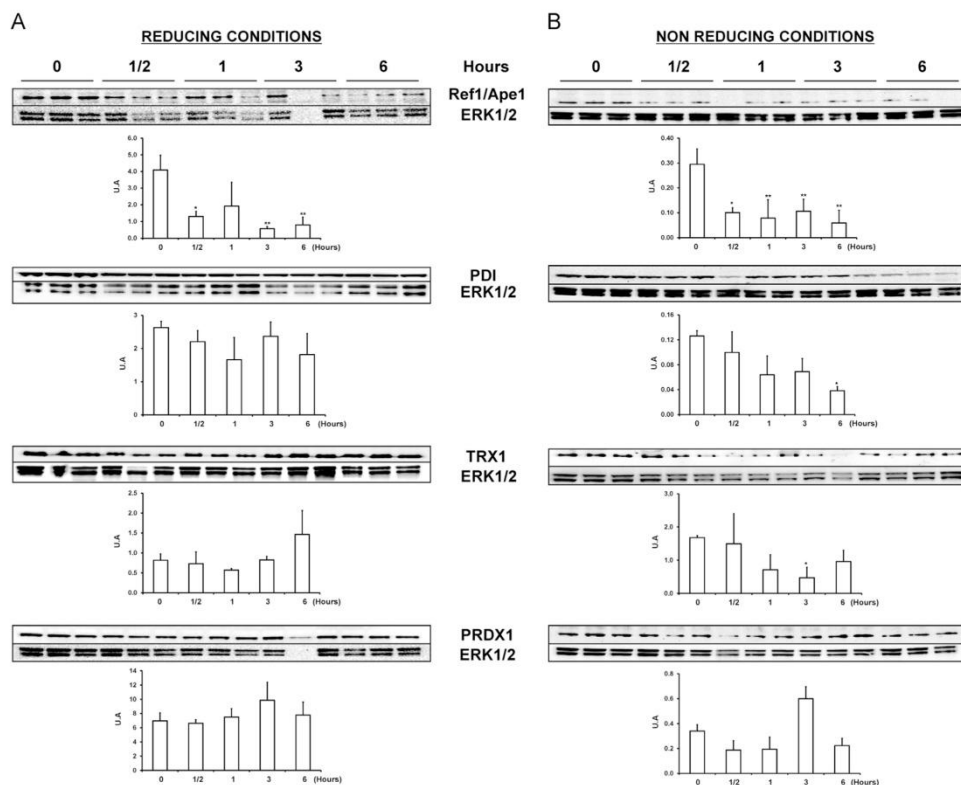 A
B
REDUCING CONDITIONS
NON REDUCING CONDITIONS
0 1/2 1 3 6 Hours 0 1/2 1 3 6
Ref1/Ape1
ERK1/2
6.0
5.0
4.0
3.0
2.0
1.0
0.0
U.A
* ** **
0 1/2 1 3 6 (Hours)
0.40
0.30
0.20
0.10
0.00
U.A
* ** ** **
0 1/2 1 3 6 (Hours)
PDI
ERK1/2
3
2
1
0
U.A
0 1/2 1 3 6 (Hours)
0.16
0.12
0.08
0.04
0.00
U.A
*
0 1/2 1 3 6 (Hours)
TRX1
ERK1/2
2.5
2.0
1.5
1.0
0.5
0.0
U.A
0 1/2 1 3 6 (Hours)
3.0
2.0
1.0
0.0
U.A
*
0 1/2 1 3 6 (Hours)
PRDX1
ERK1/2
14
12
10
8
6
4
2
0
U.A
0 1/2 1 3 6 (Hours)
0.8
0.6
0.4
0.2
0
U.A
0 1/2 1 3 6 (Hours)